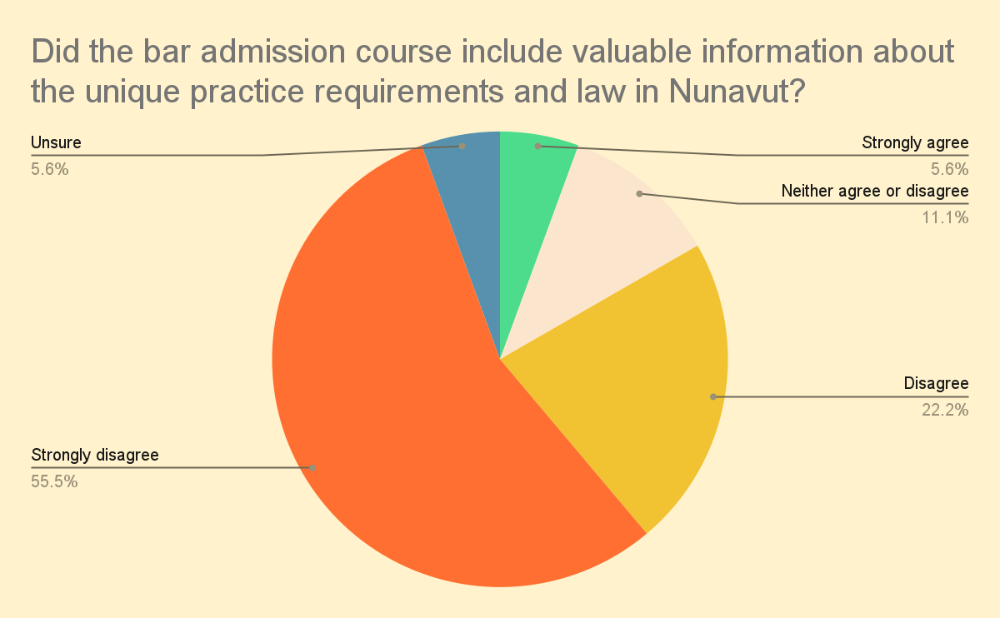 Did the bar admission course include valuable information about
the unique practice requirements and law in Nunavut?
Unsure
5.6%
Strongly agree
5.6%
Neither agree or disagree
11.1%
Disagree
22.2%
Strongly disagree
55.5%